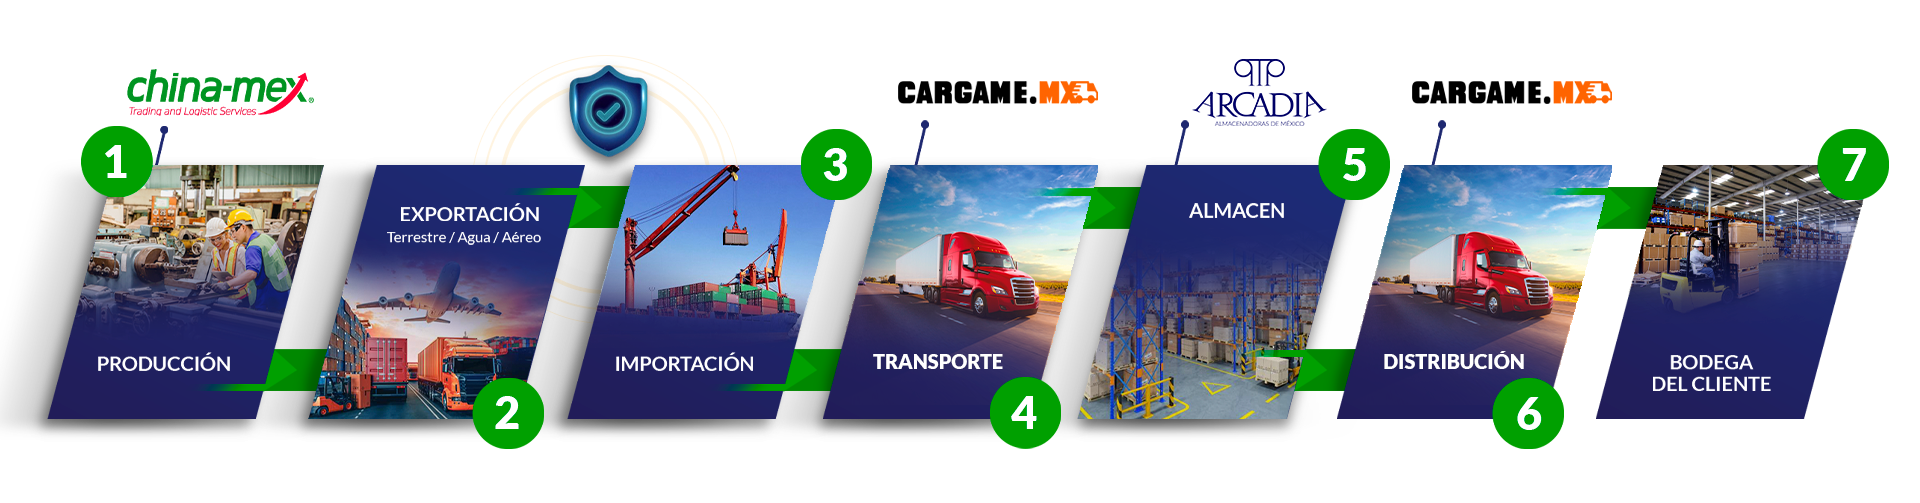 china-mex®
Trading and Logistic Services
1
PRODUCCIÓN
EXPORTACIÓN
Terrestre / Agua / Aéreo
2
3
IMPORTACIÓN
CARGAME.MX
TRANSPORTE
4
ARCADIA
ALMACENADORAS DE MÉXICO
5
ALMACEN
CARGAME.MX
DISTRIBUCIÓN
6
7
BODEGA
DEL CLIENTE